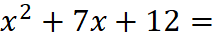 x² + 7x + 12 =